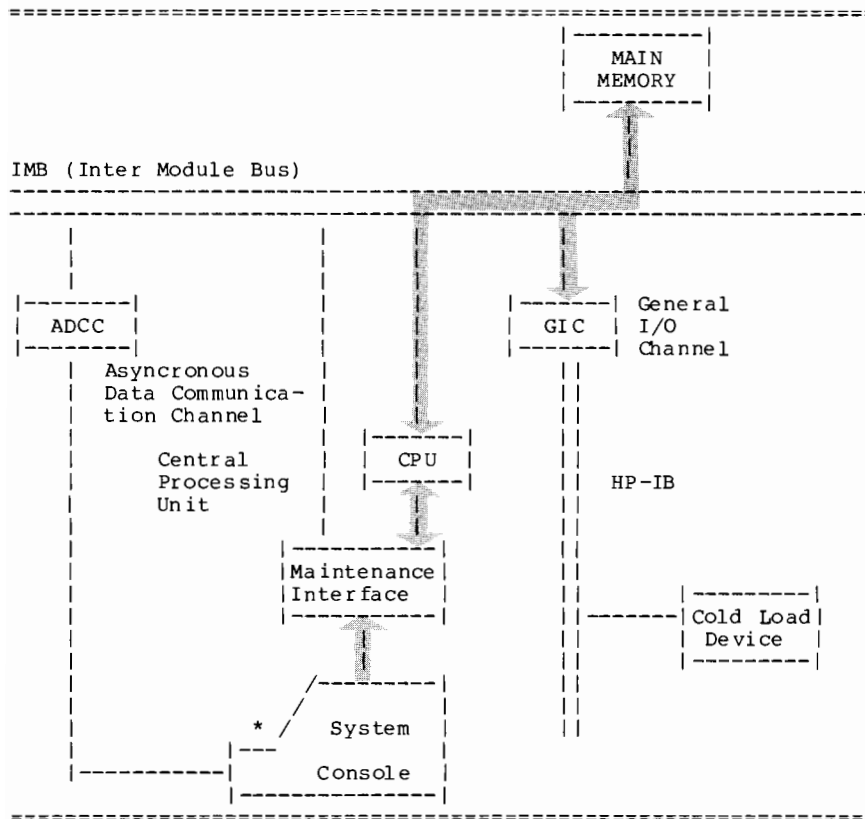 MAIN
MEMORY
IMB (Inter Module Bus)
ADCC
GIC
General
I/O
Channel
Asyncronous
Data Communica-
tion Channel
CPU
Central
Processing
Unit
HP-IB
Maintenance
Interface
Cold Load
Device
*
System
Console